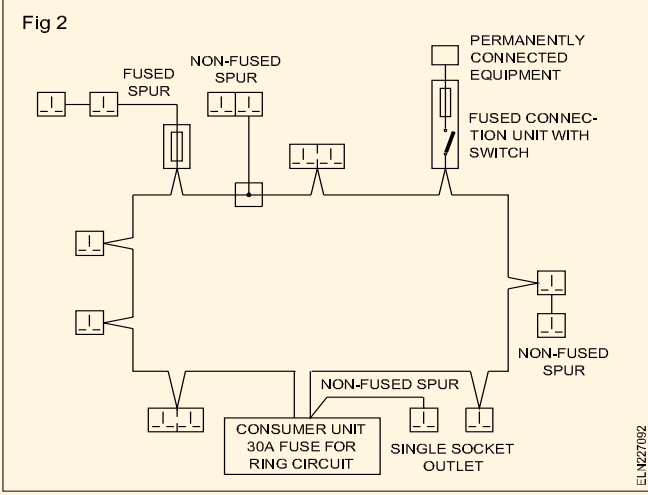 Fig 2
NON-FUSED
SPUR
FUSED
SPUR
PERMANENTLY
CONNECTED
EQUIPMENT
FUSED CONNEC-
TION UNIT WITH
SWITCH
NON-FUSED
SPUR
NON-FUSED SPUR
CONSUMER UNIT
30A FUSE FOR
RING CIRCUIT
SINGLE SOCKET
OUTLET
ELN227092